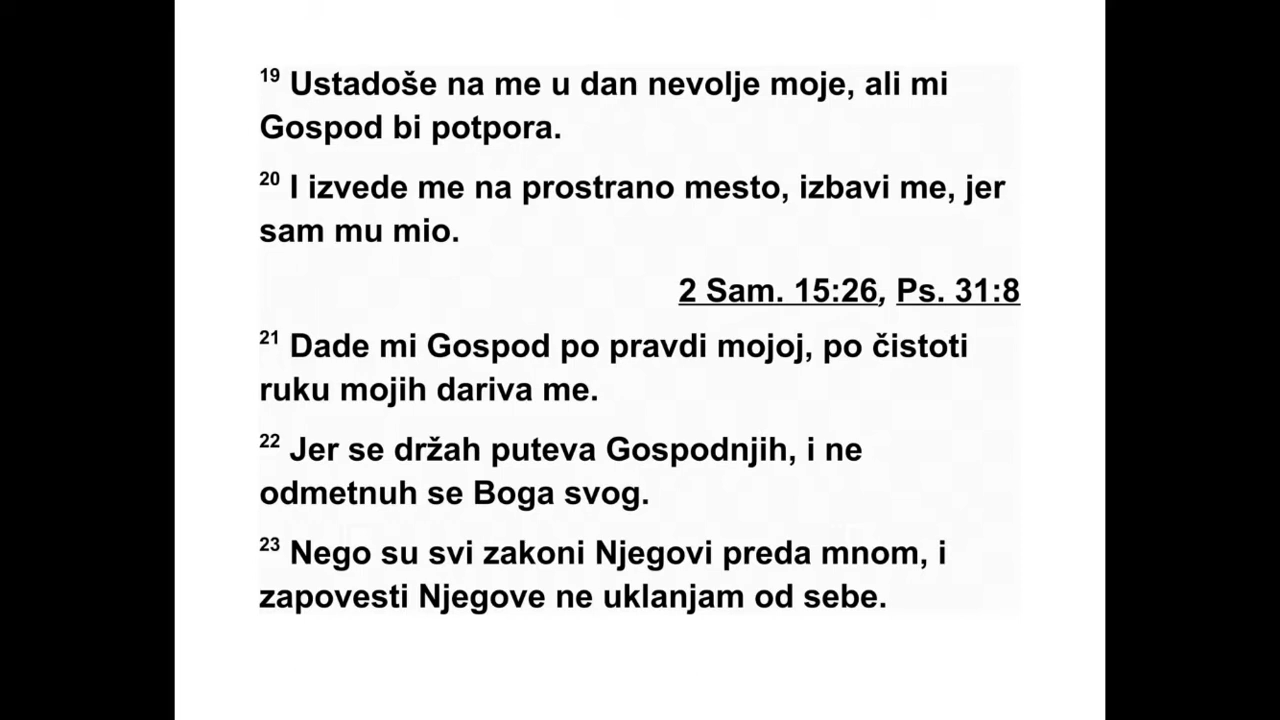 19 Ustadoše na me u dan nevolje moje, ali mi
Gospod bi potpora.
20 I izvede me na prostrano mesto, izbavi me, jer
sam mu mio.
2 Sam. 15:26, Ps. 31:8
21 Dade mi Gospod po pravdi mojoj, po čistoti
ruku mojih dariva me.
22 Jer se držah puteva Gospodnjih, i ne
odmetnuh se Boga svog.
23 Nego su svi zakoni Njegovi preda mnom, i
zapovesti Njegove ne uklanjam od sebe.